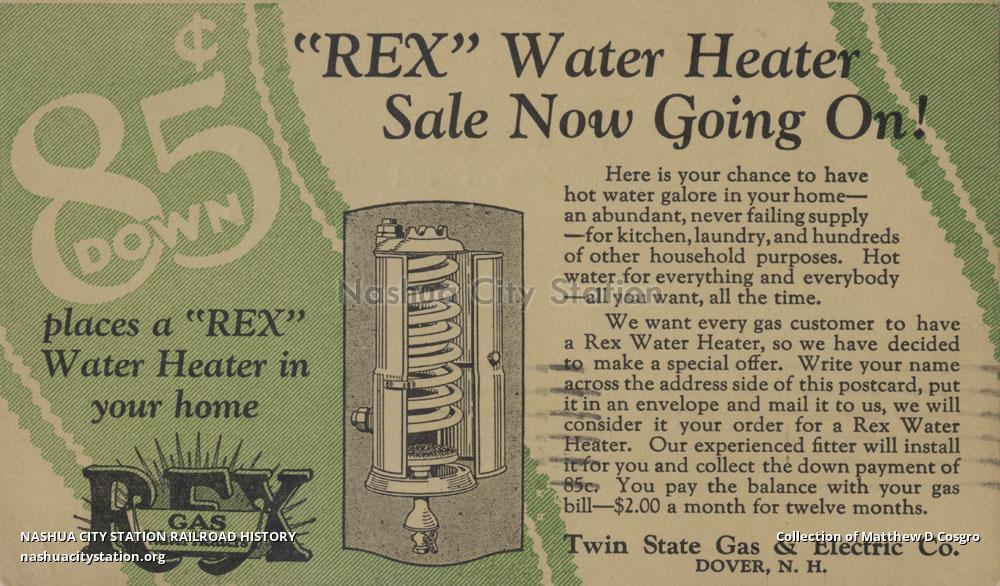 85¢
DOWN
places a "REX"
Water Heater in
your home
REX
GAS
"REX" Water Heater
Sale Now Going On!
Here is your chance to have
hot water galore in your home—
an abundant, never failing supply
—for kitchen, laundry, and hundreds
of other household purposes. Hot
water for everything and everybody
—all you want, all the time.
We want every gas customer to have
a Rex Water Heater, so we have decided
to make a special offer. Write your name
across the address side of this postcard, put
it in an envelope and mail it to us, we will
consider it your order for a Rex Water
Heater. Our experienced fitter will install
it for you and collect the down payment of
85c. You pay the balance with your gas
bill—$2.00 a month for twelve months.
Twin State Gas & Electric Co.
DOVER, N. H.
Nashua City Station
NASHUA CITY STATION RAILROAD HISTORY
nashuacitystation.org
Collection of Matthew D Cosgro